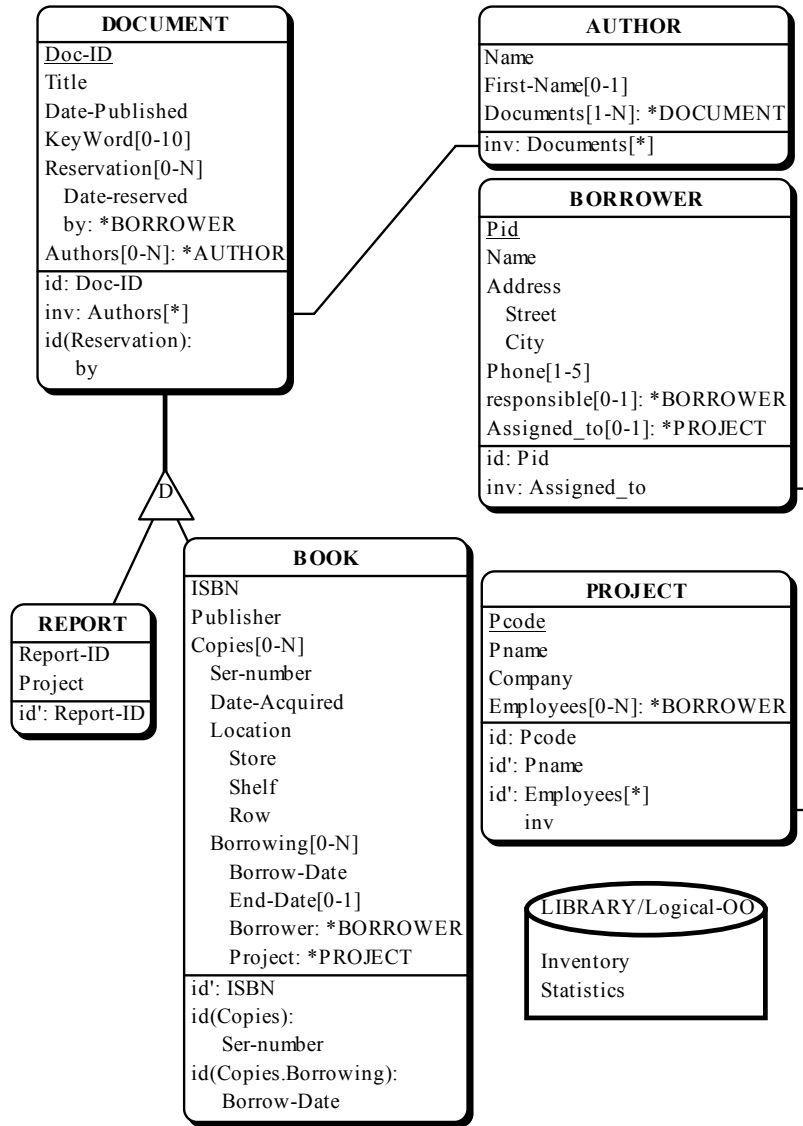 DOCUMENT
Doc-ID
Title
Date-Published
KeyWord[0-10]
Reservation[0-N]
Date-reserved
by: *BORROWER
Authors[0-N]: *AUTHOR
id: Doc-ID
inv: Authors[*]
id(Reservation):
by
AUTHOR
Name
First-Name[0-1]
Documents[1-N]: *DOCUMENT
inv: Documents[*]
BORROWER
Pid
Name
Address
Street
City
Phone[1-5]
responsible[0-1]: *BORROWER
Assigned_to[0-1]: *PROJECT
id: Pid
inv: Assigned_to
D
REPORT
Report-ID
Project
id': Report-ID
BOOK
ISBN
Publisher
Copies[0-N]
Ser-number
Date-Acquired
Location
Store
Shelf
Row
Borrowing[0-N]
Borrow-Date
End-Date[0-1]
Borrower: *BORROWER
Project: *PROJECT
id': ISBN
id(Copies):
Ser-number
id(Copies.Borrowing):
Borrow-Date
PROJECT
Pcode
Pname
Company
Employees[0-N]: *BORROWER
id: Pcode
id': Pname
id': Employees[*]
inv
LIBRARY/Logical-OO
Inventory
Statistics